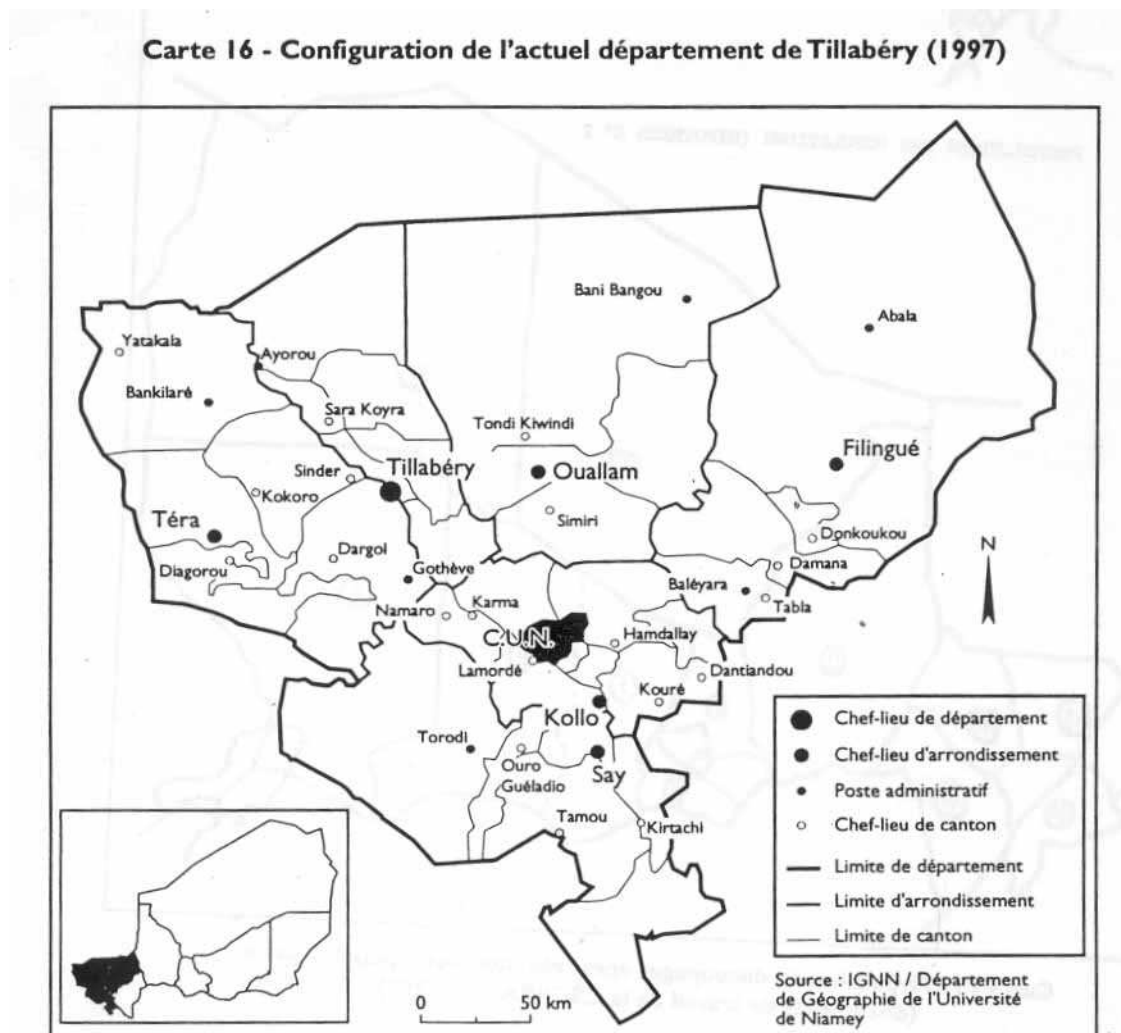 Carte 16 - Configuration de l'actuel département de Tillabéry (1997)
Bani Bangou
Abala
Yatakala
Ayorou
Bankilaré
Sara Koyra
Tondi Kiwindi
Filingué
Sinder
Tillabéry
Ouallam
Kokoro
Simiri
Téra
Donkoukou
Dargol
N
Diagorou
Gothève
Damana
Baléyara
Tabla
Namaro
Karma
C.U.N.
Hamdallay
Lamordé
Dantiandou
Kouré
Kollo
Torodi
Ouro
Guéladio
Say
Tamou
Kirtachi
Chef-lieu de département
Chef-lieu d'arrondissement
Poste administratif
Chef-lieu de canton
Limite de département
Limite d'arrondissement
Limite de canton
0 50 km
Source : IGNN / Département
de Géographie de l'Université
de Niamey